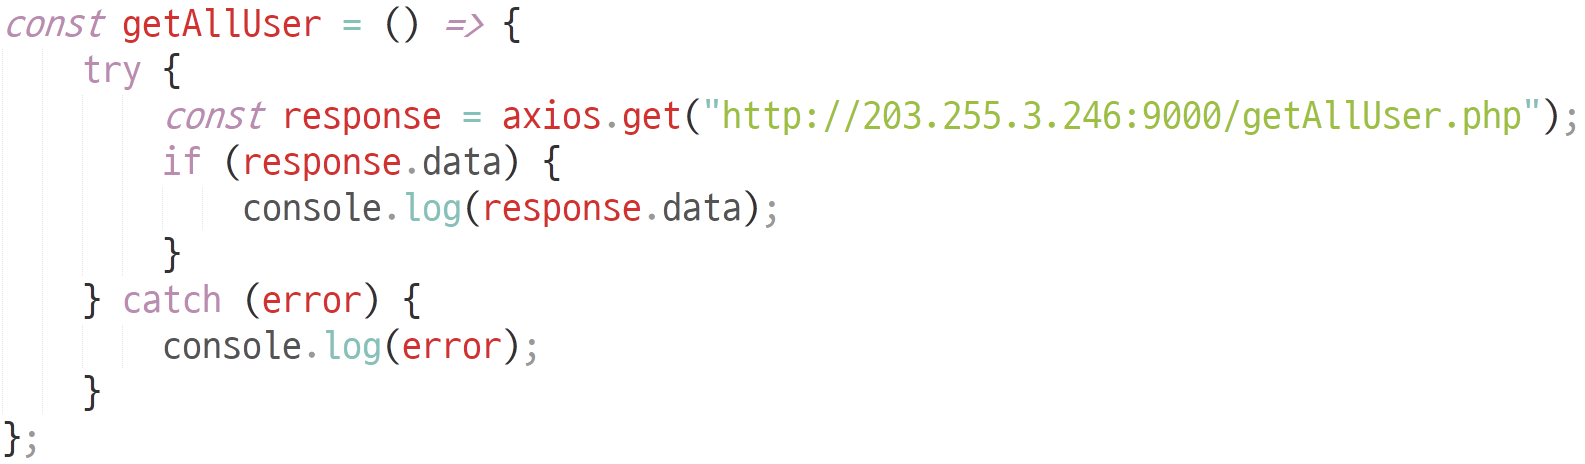 const getAllUser = () => {
    try {
        const response = axios.get("http://203.255.3.246:9000/getAllUser.php");
        if (response.data) {
            console.log(response.data);
        }
    } catch (error) {
        console.log(error);
    }
};